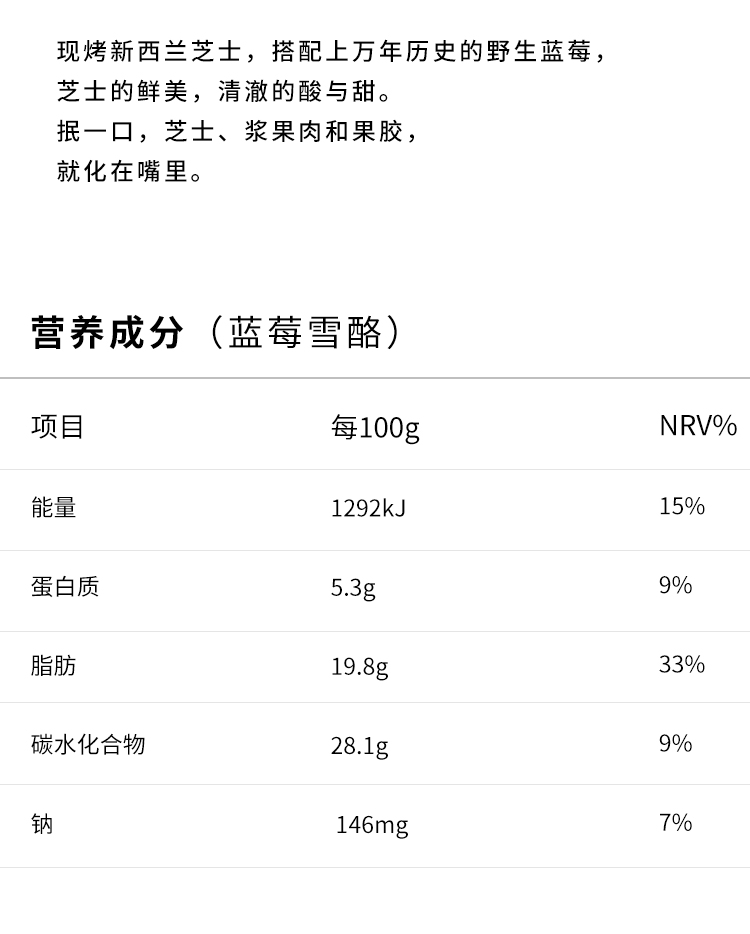 现烤新西兰芝士，搭配上万年历史的野生蓝莓，
芝士的鲜美，清澈的酸与甜。
抿一口，芝士、浆果肉和果胶，
就化在嘴里。
营养成分（蓝莓雪酪）
项目 每100g NRV%
能量 1292kJ 15%
蛋白质 5.3g 9%
脂肪 19.8g 33%
碳水化合物 28.1g 9%
钠 146mg 7%